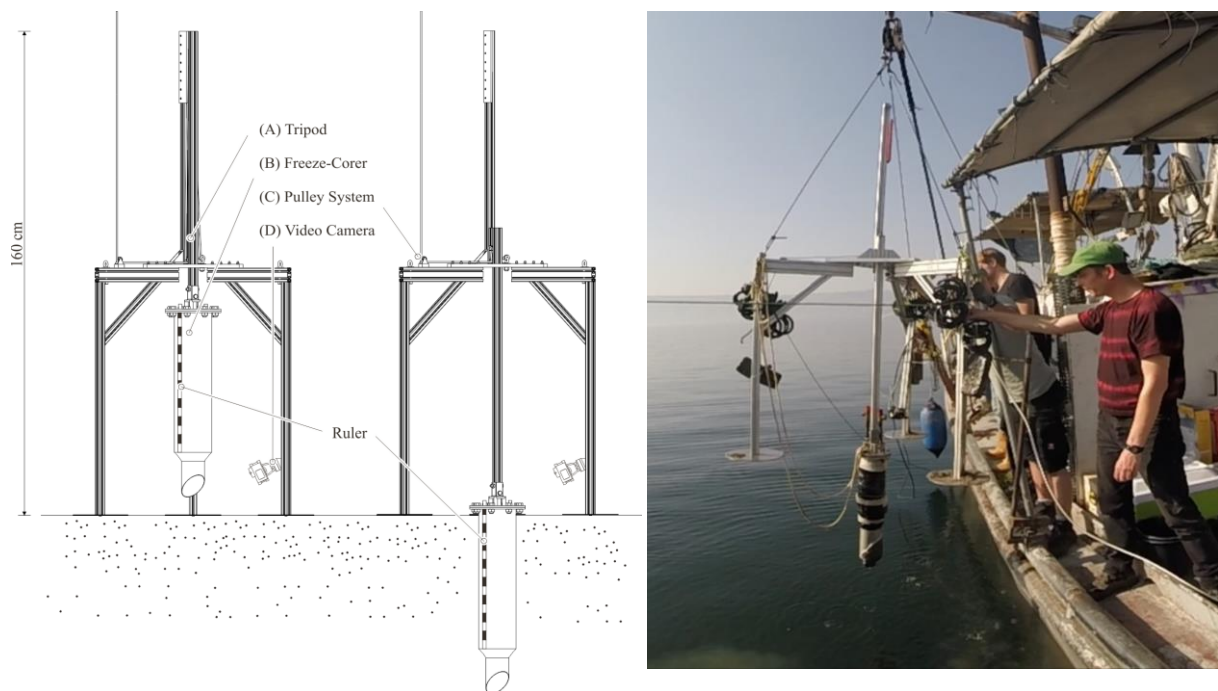 (A) Tripod
(B) Freeze-Corer
(C) Pulley System
(D) Video Camera
160 cm
Ruler